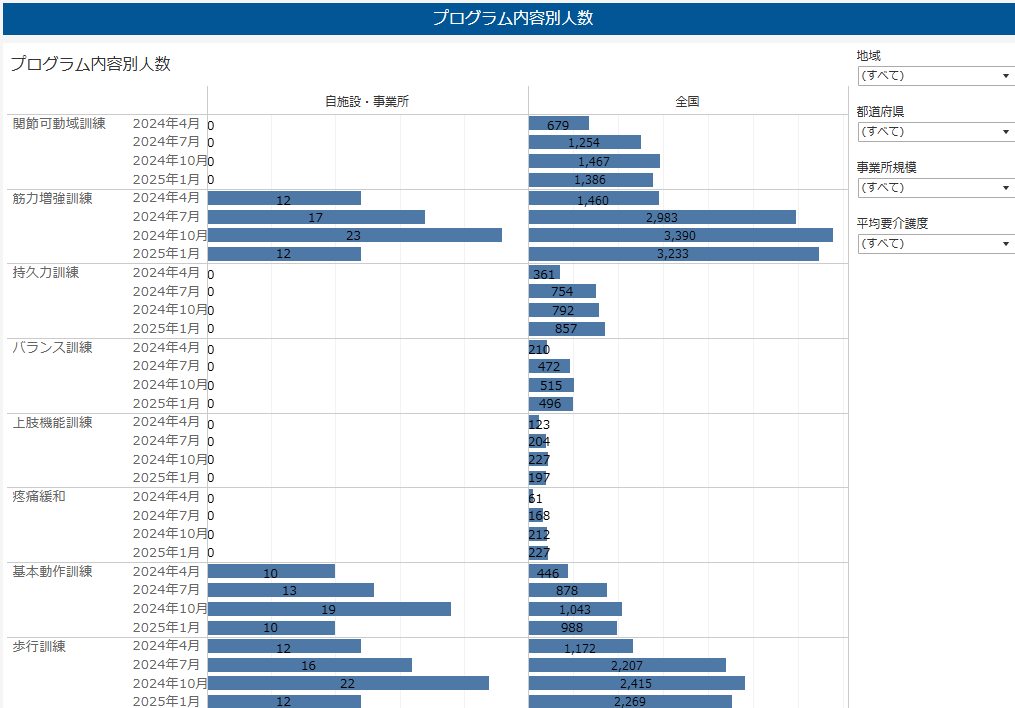 プログラム内容別人数
プログラム内容別人数
自施設・事業所 全国
関節可動域訓練 2024年4月 0 679
2024年7月 0 1,254
2024年10月 0 1,467
2025年1月 0 1,386
筋力増強訓練 2024年4月 12 1,460
2024年7月 17 2,983
2024年10月 23 3,390
2025年1月 12 3,233
持久力訓練 2024年4月 0 361
2024年7月 0 754
2024年10月 0 792
2025年1月 0 857
バランス訓練 2024年4月 0 210
2024年7月 0 472
2024年10月 0 515
2025年1月 0 496
上肢機能訓練 2024年4月 0 123
2024年7月 0 204
2024年10月 0 227
2025年1月 0 197
疼痛緩和 2024年4月 0 61
2024年7月 0 168
2024年10月 0 212
2025年1月 0 227
基本動作訓練 2024年4月 10 446
2024年7月 13 878
2024年10月 19 1,043
2025年1月 10 988
歩行訓練 2024年4月 12 1,172
2024年7月 16 2,207
2024年10月 22 2,415
2025年1月 12 2,269
地域
(すべて)
都道府県
(すべて)
事業所規模
(すべて)
平均要介護度
(すべて)